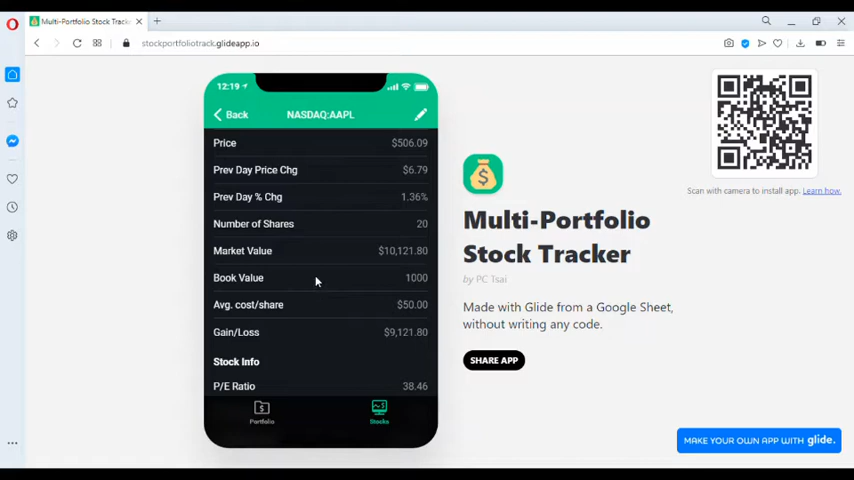 Multi-Portfolio Stock Tracke
stockportfoliotrack.glideapp.io
12:19
Back
NASDAQ:AAPL
Price $506.09
Prev Day Price Chg $6.79
Prev Day % Chg 1.36%
Number of Shares 20
Market Value $10,121.80
Book Value 1000
Avg. cost/share $50.00
Gain/Loss $9,121.80
Stock Info
P/E Ratio 38.46
Portfolio
Stocks
Scan with camera to install app. Learn how.
$
Multi-Portfolio
Stock Tracker
by PC Tsai
Made with Glide from a Google Sheet,
without writing any code.
SHARE APP
MAKE YOUR OWN APP WITH glide.